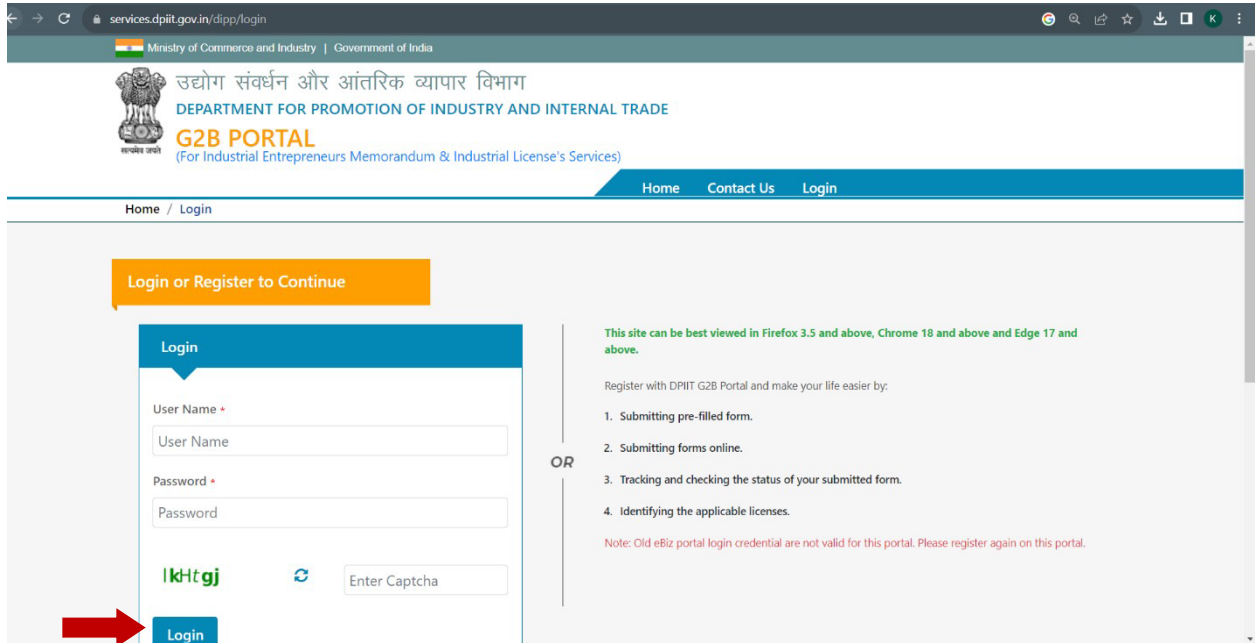 services.dpiit.gov.in/dipp/login
K
Ministry of Commerce and Industry | Government of India
उद्योग संवर्धन और आंतरिक व्यापार विभाग
DEPARTMENT FOR PROMOTION OF INDUSTRY AND INTERNAL TRADE
G2B PORTAL
(For Industrial Entrepreneurs Memorandum & Industrial License's Services)
सत्यमेव जयते
Home Contact Us Login
Home / Login
Login or Register to Continue
Login
User Name *
User Name
Password *
Password
lkHtgj
Enter Captcha
Login
OR
This site can be best viewed in Firefox 3.5 and above, Chrome 18 and above and Edge 17 and
above.
Register with DPIIT G2B Portal and make your life easier by:
1. Submitting pre-filled form.
2. Submitting forms online.
3. Tracking and checking the status of your submitted form.
4. Identifying the applicable licenses.
Note: Old eBiz portal login credential are not valid for this portal. Please register again on this portal.